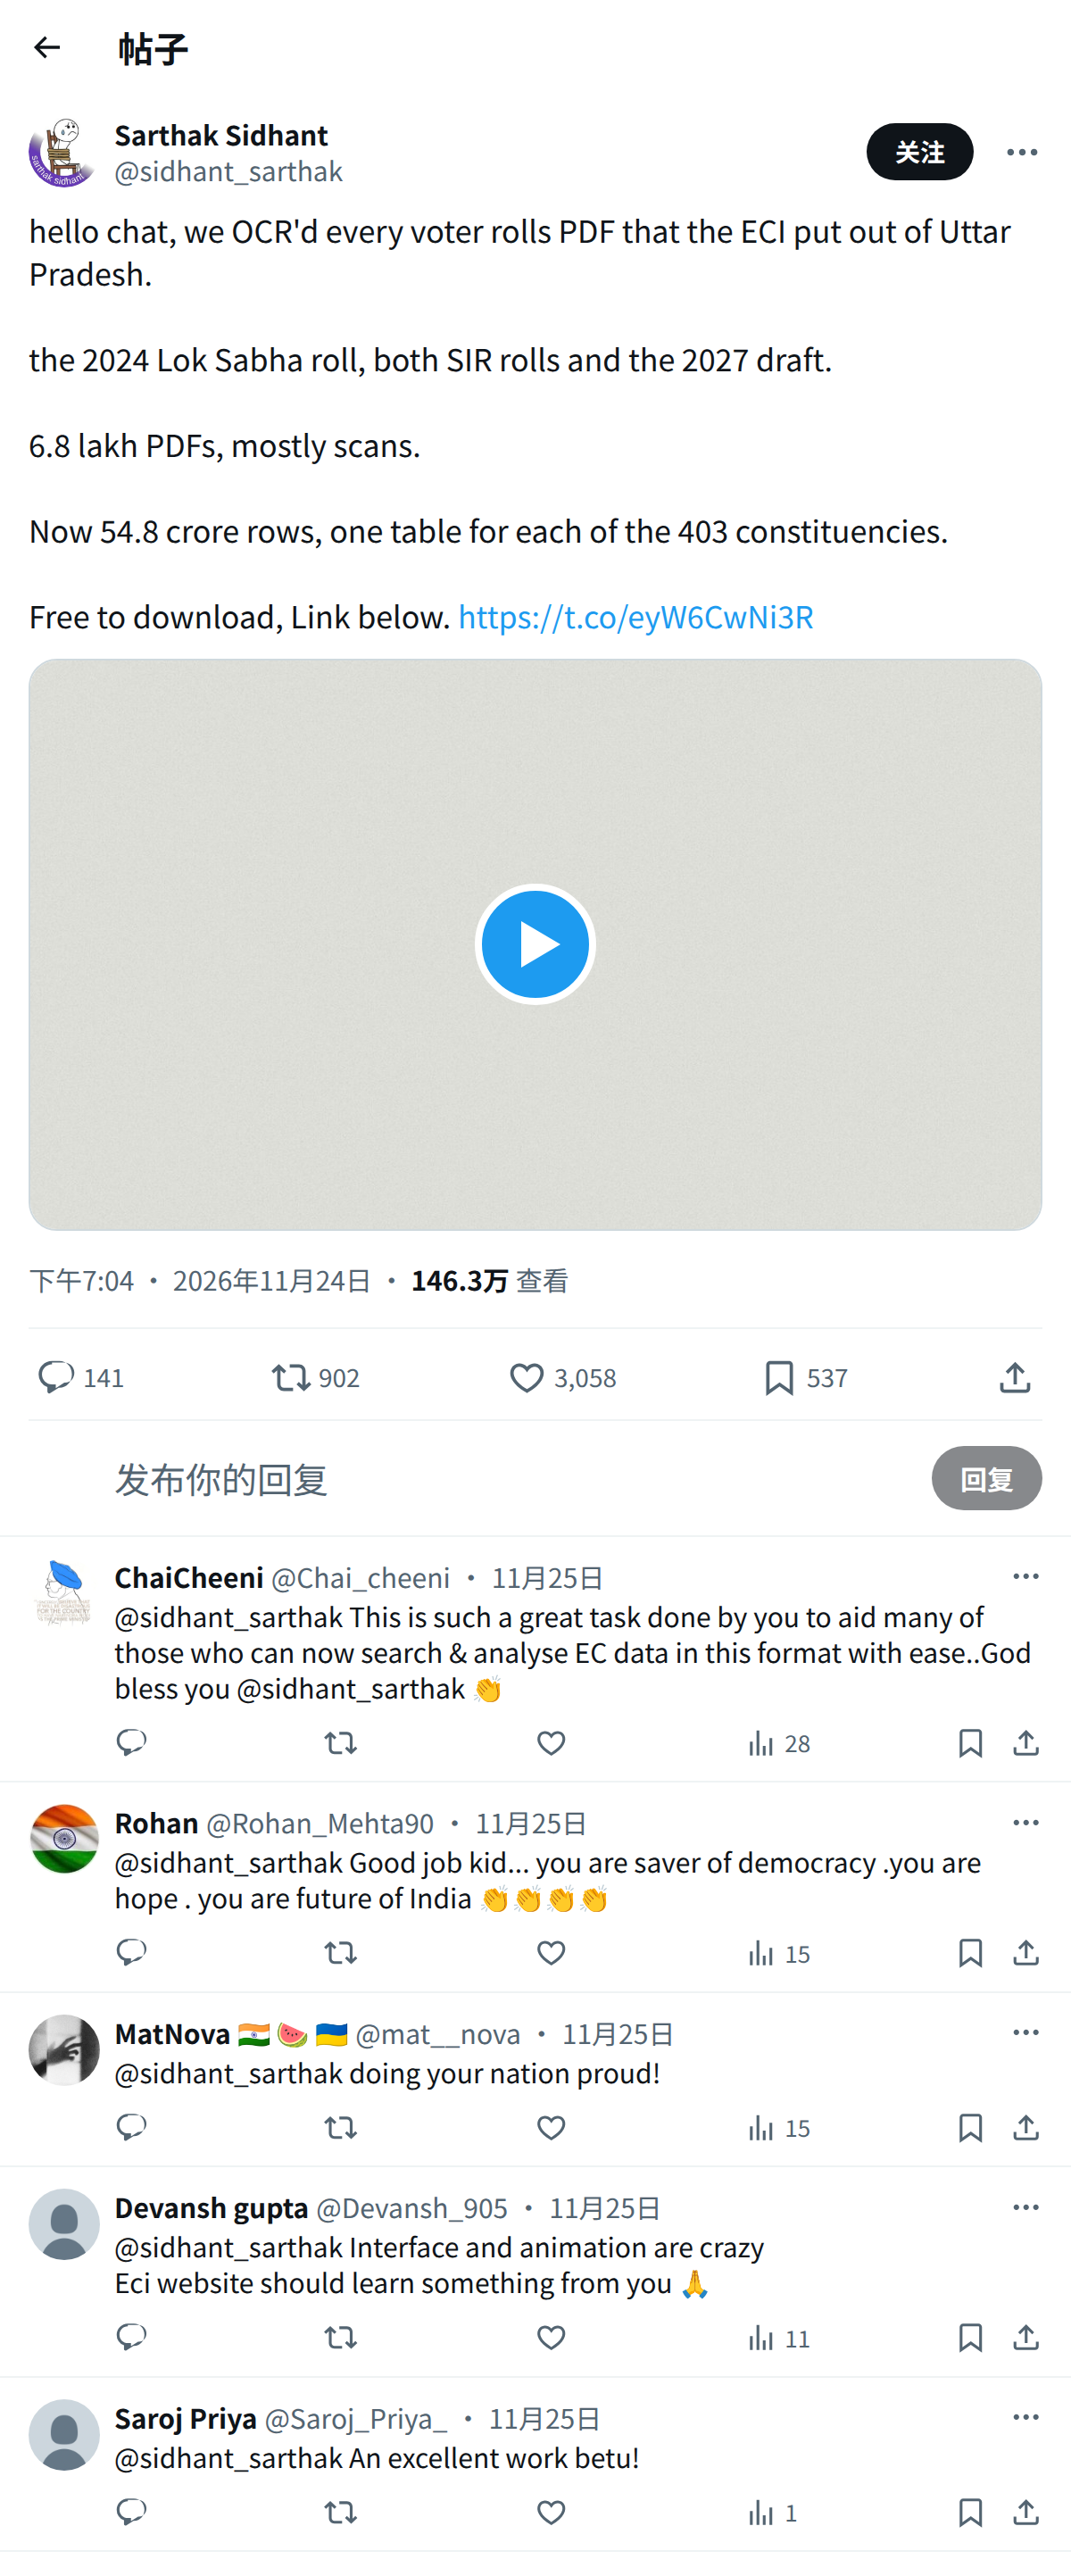 帖子
Sarthak Sidhant
@sidhant_sarthak
关注
sarthak sidhant
hello chat, we OCR'd every voter rolls PDF that the ECI put out of Uttar
Pradesh.
the 2024 Lok Sabha roll, both SIR rolls and the 2027 draft.
6.8 lakh PDFs, mostly scans.
Now 54.8 crore rows, one table for each of the 403 constituencies.
Free to download, Link below. https://t.co/eyW6CwNi3R
下午7:04 · 2026年11月24日 · 146.3万 查看
141 902 3,058 537
发布你的回复
回复
ChaiCheeni @Chai_cheeni · 11月25日
@sidhant_sarthak This is such a great task done by you to aid many of
those who can now search & analyse EC data in this format with ease..God
bless you @sidhant_sarthak 👏
28
Rohan @Rohan_Mehta90 · 11月25日
@sidhant_sarthak Good job kid... you are saver of democracy .you are
hope . you are future of India 👏👏👏👏
15
MatNova 🇮🇳🍉🇺🇦 @mat__nova · 11月25日
@sidhant_sarthak doing your nation proud!
15
Devansh gupta @Devansh_905 · 11月25日
@sidhant_sarthak Interface and animation are crazy
Eci website should learn something from you 🙏
11
Saroj Priya @Saroj_Priya_ · 11月25日
@sidhant_sarthak An excellent work betu!
1